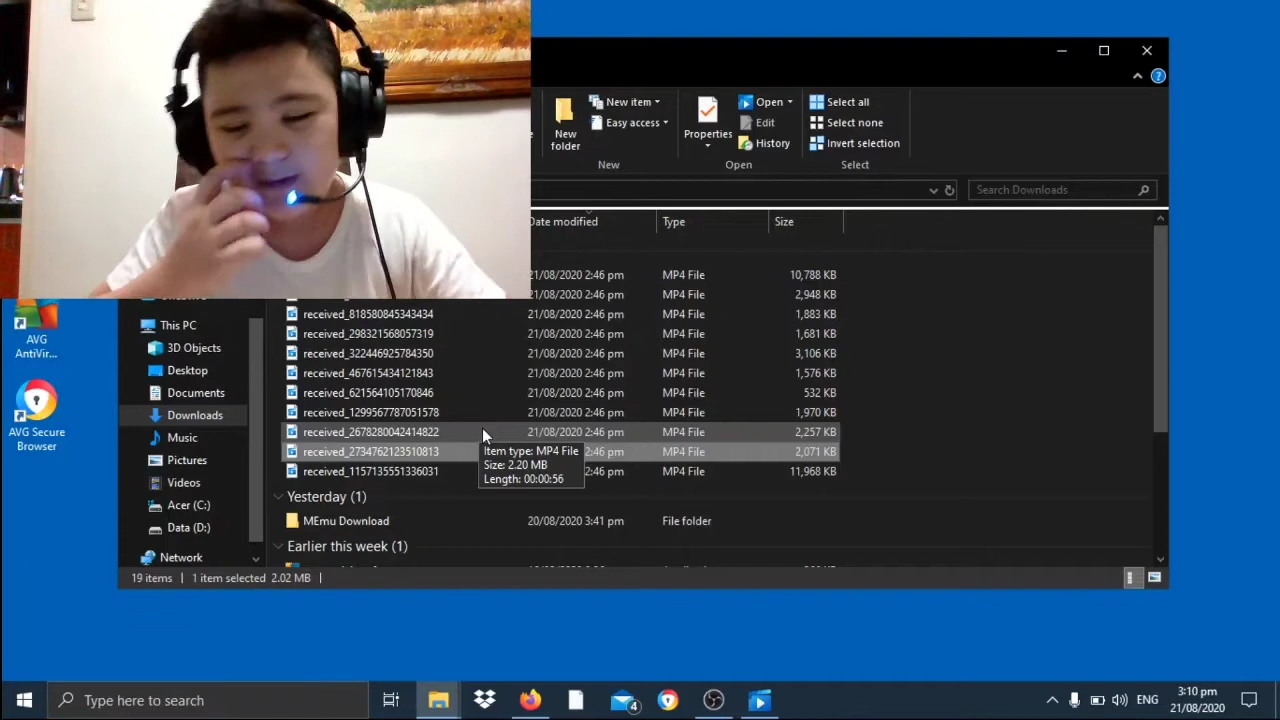 New item
Open
Select all
Easy access
Edit
Select none
New
folder
Properties
History
Invert selection
New
Open
Select
Search Downloads
Date modified
Type
Size
21/08/2020 2:46 pm MP4 File 10,788 KB
21/08/2020 2:46 pm MP4 File 2,948 KB
received_818580845343434 21/08/2020 2:46 pm MP4 File 1,883 KB
received_298321568057319 21/08/2020 2:46 pm MP4 File 1,681 KB
received_322446925784350 21/08/2020 2:46 pm MP4 File 3,106 KB
received_467615434121843 21/08/2020 2:46 pm MP4 File 1,576 KB
received_621564105170846 21/08/2020 2:46 pm MP4 File 532 KB
received_1299567787051578 21/08/2020 2:46 pm MP4 File 1,970 KB
received_2678280042414822 21/08/2020 2:46 pm MP4 File 2,257 KB
received_2734762123510813 2:46 pm MP4 File 2,071 KB
received_1157135551336031 2:46 pm MP4 File 11,968 KB
Item type: MP4 File
Size: 2.20 MB
Length: 00:00:56
Yesterday (1)
MEmu Download 20/08/2020 3:41 pm File folder
Earlier this week (1)
This PC
3D Objects
Desktop
Documents
Downloads
Music
Pictures
Videos
Acer (C:)
Data (D:)
Network
19 items
1 item selected 2.02 MB
AVG
AntiVir...
AVG Secure
Browser
Type here to search
4
ENG
3:10 pm
21/08/2020